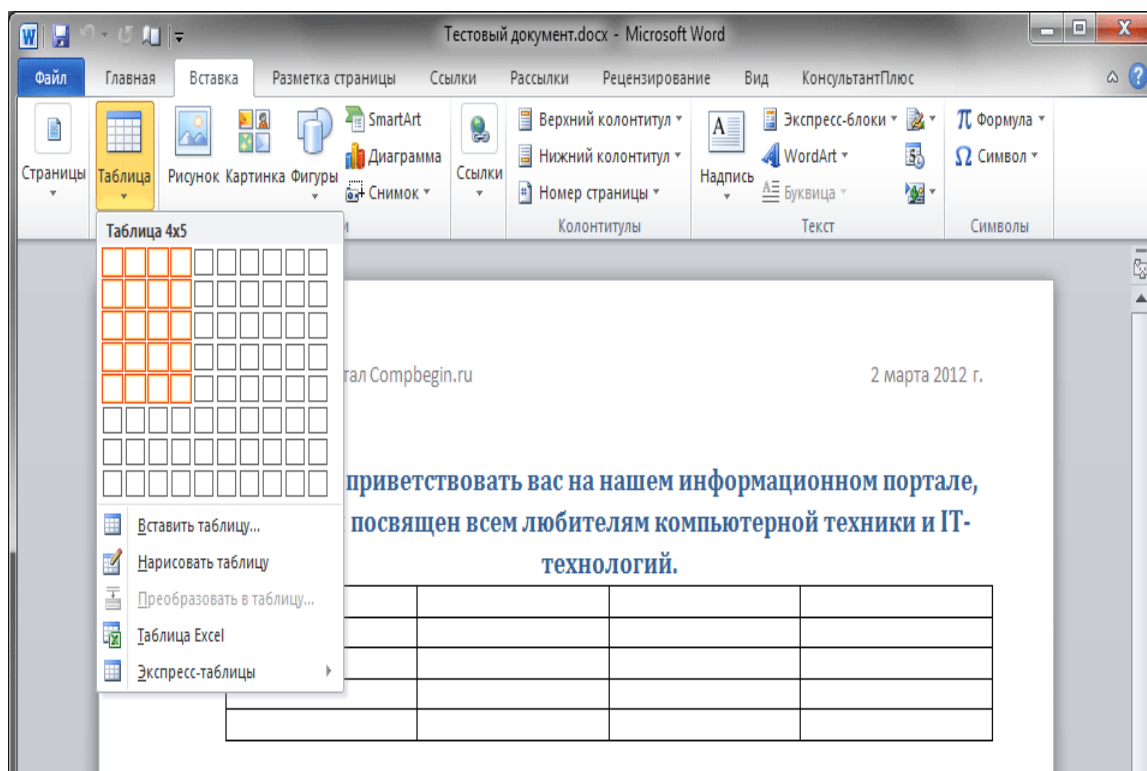 Тестовый документ.docx - Microsoft Word
Файл Главная Вставка Разметка страницы Ссылки Рассылки Рецензирование Вид КонсультантПлюс
Страницы
Таблица
Рисунок
Картинка
Фигуры
SmartArt
Диаграмма
Снимок
Ссылки
Верхний колонтитул
Нижний колонтитул
Номер страницы
Колонтитулы
Надпись
Экспресс-блоки
WordArt
Буквица
Текст
Формула
Символ
Символы
Таблица 4x5
Вставить таблицу...
Нарисовать таблицу
Преобразовать в таблицу...
Таблица Excel
Экспресс-таблицы
Compbegin.ru 2 марта 2012 г.
приветствовать вас на нашем информационном портале,
посвящен всем любителям компьютерной техники и IT-
технологий.